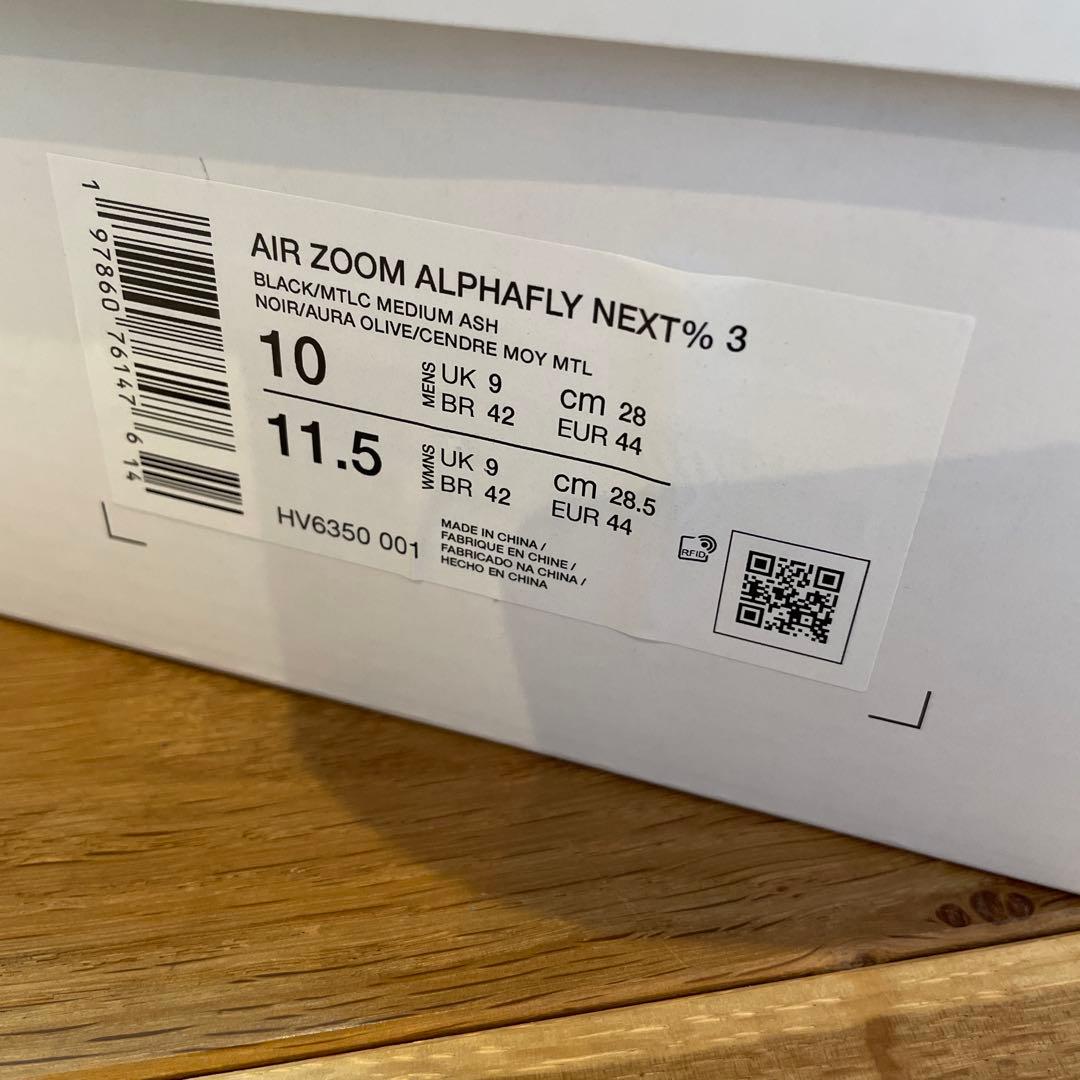 1 97860 76147 6 14
AIR ZOOM ALPHAFLY NEXT% 3
BLACK/MTLC MEDIUM ASH
NOIR/AURA OLIVE/CENDRE MOY MTL
10
MENS
UK 9
BR 42
cm 28
EUR 44
11.5
WMNS
UK 9
BR 42
cm 28.5
EUR 44
HV6350 001
MADE IN CHINA /
FABRIQUE EN CHINE /
FABRICADO NA CHINA /
HECHO EN CHINA
RFID